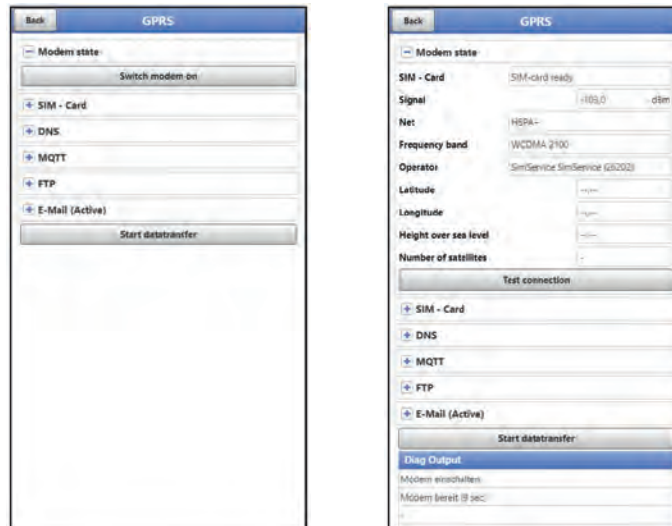 Back GPRS
Modem state
Switch modem on
SIM - Card
DNS
MQTT
FTP
E-Mail (Active)
Start datatransfer
Back GPRS
Modem state
SIM - Card SIM-card ready
Signal -103,0 dBm
Net HSPA+
Frequency band WCDMA 2100
Operator SimService SimService (26202)
Latitude --,--
Longitude --,--
Height over sea level --,--
Number of satellites -
Test connection
SIM - Card
DNS
MQTT
FTP
E-Mail (Active)
Start datatransfer
Diag Output
Modem einschalten
Modem bereit (9 sec)